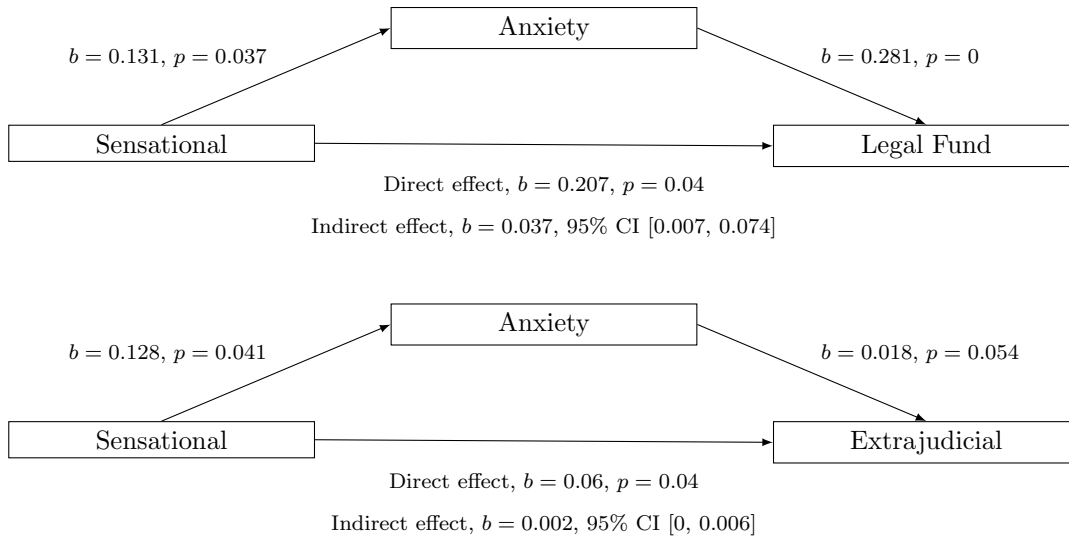 Anxiety
b = 0.131, p = 0.037
b = 0.281, p = 0
Sensational
Legal Fund
Direct effect, b = 0.207, p = 0.04
Indirect effect, b = 0.037, 95% CI [0.007, 0.074]
Anxiety
b = 0.128, p = 0.041
b = 0.018, p = 0.054
Sensational
Extrajudicial
Direct effect, b = 0.06, p = 0.04
Indirect effect, b = 0.002, 95% CI [0, 0.006]